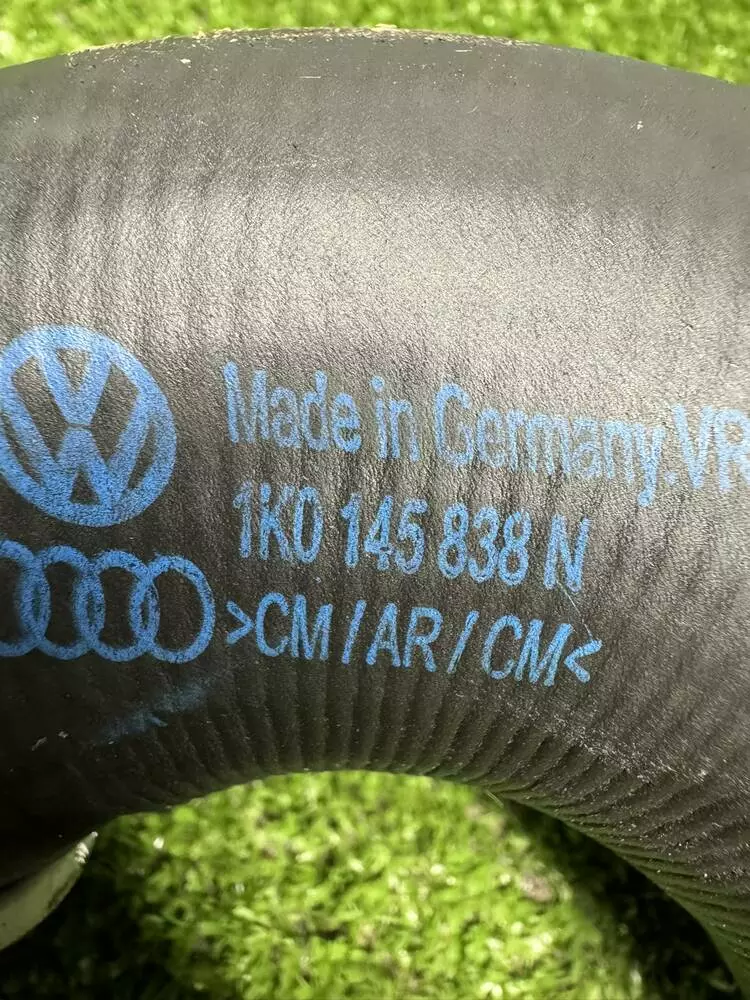 Made in Germany.VR
1K0 145 838 N
>CM/AR/CM<